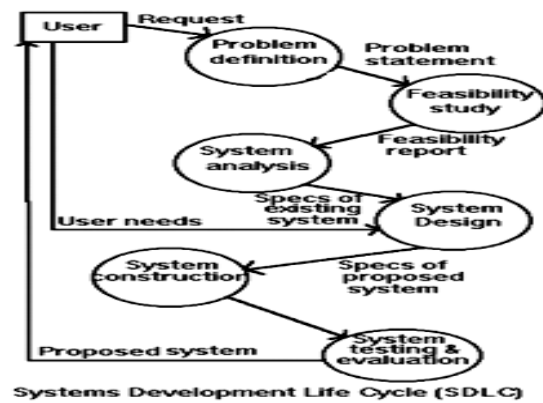 User
Request
Problem
definition
Problem
statement
Feasibility
study
Feasibility
report
System
analysis
Specs of
existing
system
User needs
System
Design
Specs of
proposed
system
System
construction
System
testing &
evaluation
Proposed system
Systems Development Life Cycle (SDLC)